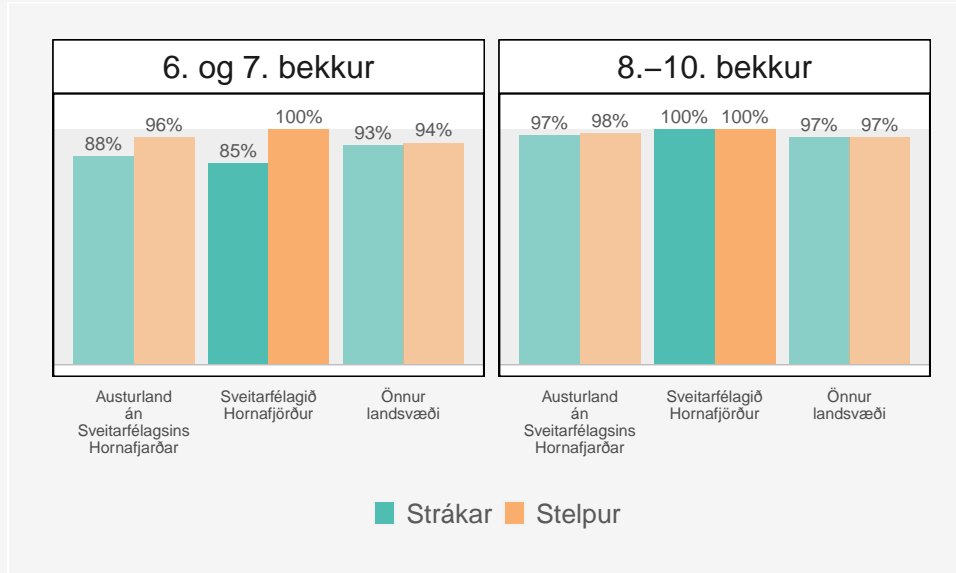 6. og 7. bekkur
88%
96%
85%
100%
93%
94%
Austurland
án
Sveitarfélagsins
Hornafjarðar
Sveitarfélagið
Hornafjörður
Önnur
landsvæði
8.–10. bekkur
97%
98%
100%
100%
97%
97%
Austurland
án
Sveitarfélagsins
Hornafjarðar
Sveitarfélagið
Hornafjörður
Önnur
landsvæði
Strákar
Stelpur